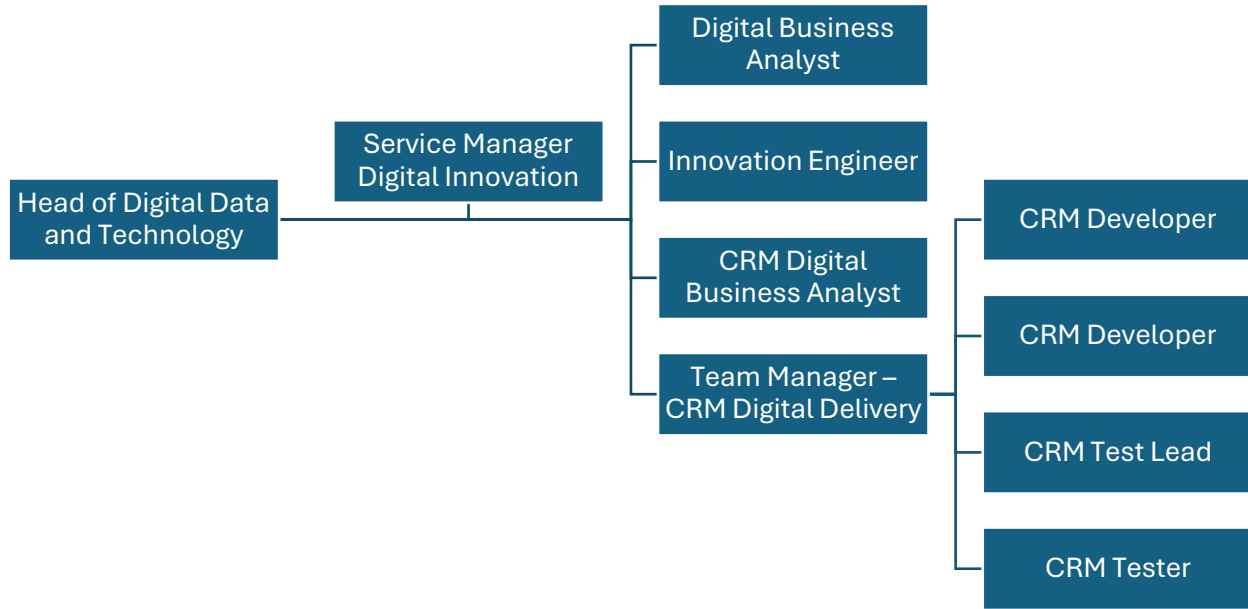 Head of Digital Data
and Technology
Service Manager
Digital Innovation
Digital Business
Analyst
Innovation Engineer
CRM Digital
Business Analyst
Team Manager –
CRM Digital Delivery
CRM Developer
CRM Developer
CRM Test Lead
CRM Tester